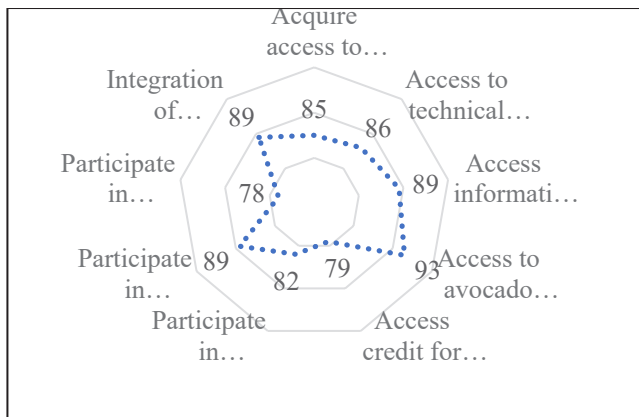 Acquire
access to…
Access to
technical…
Access
informati…
Access to
avocado…
Access
credit for…
Participate
in…
Participate
in…
Participate
in…
Integration
of…
85
86
89
93
79
82
89
78
89